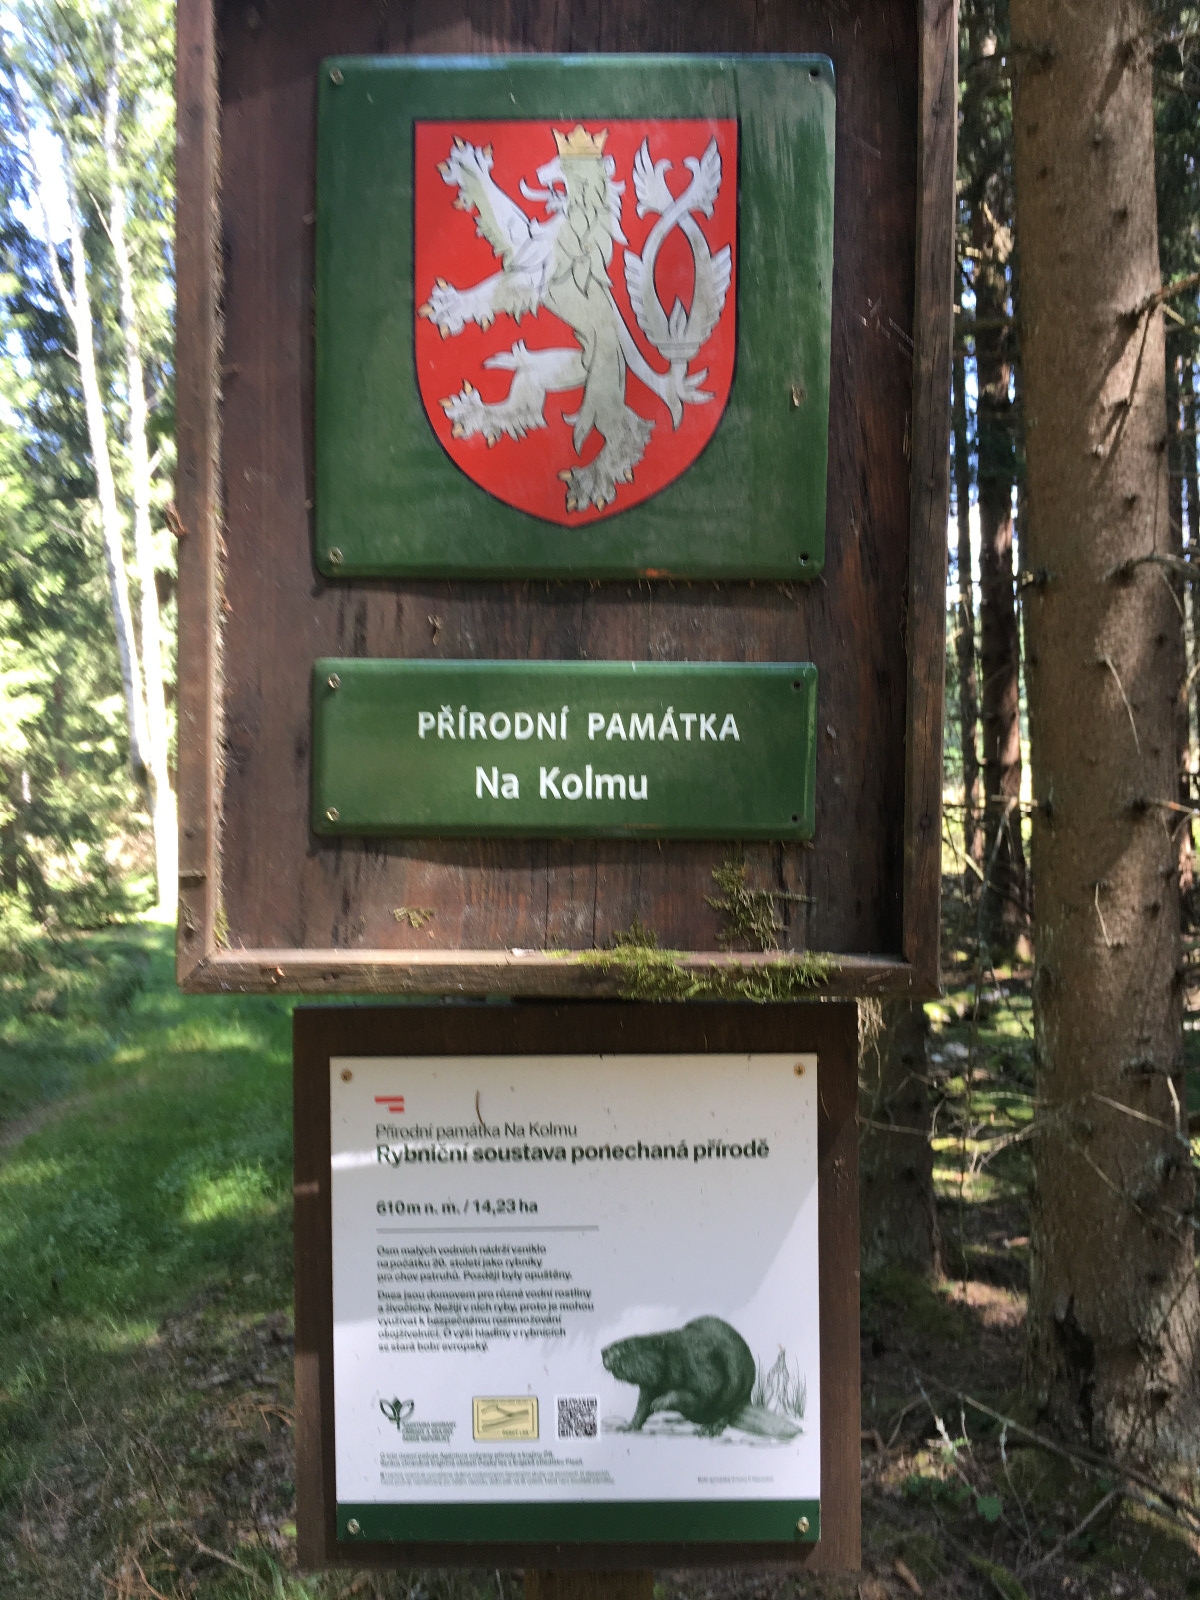 PŘÍRODNÍ PAMÁTKA
Na Kolmu
Přírodní památka Na Kolmu
Rybniční soustava ponechaná přírodě
610 m n. m. / 14,23 ha
Osm malých vodních nádrží vzniklo
na počátku 20. století jako rybníky
pro chov pstruhů. Později byly opuštěny.
Dnes jsou domovem pro různé vodní rostliny
a živočichy. Nežijí v nich ryby, proto je mohou
využívat k bezpečnému rozmnožování
obojživelníci. O výši hladiny v rybnících
se stará bobr evropský.